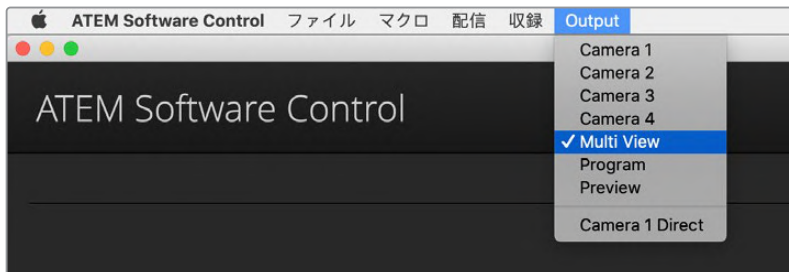 ATEM Software Control ファイル マクロ 配信 収録 Output
Camera 1
Camera 2
Camera 3
Camera 4
✓ Multi View
Program
Preview
Camera 1 Direct
ATEM Software Control